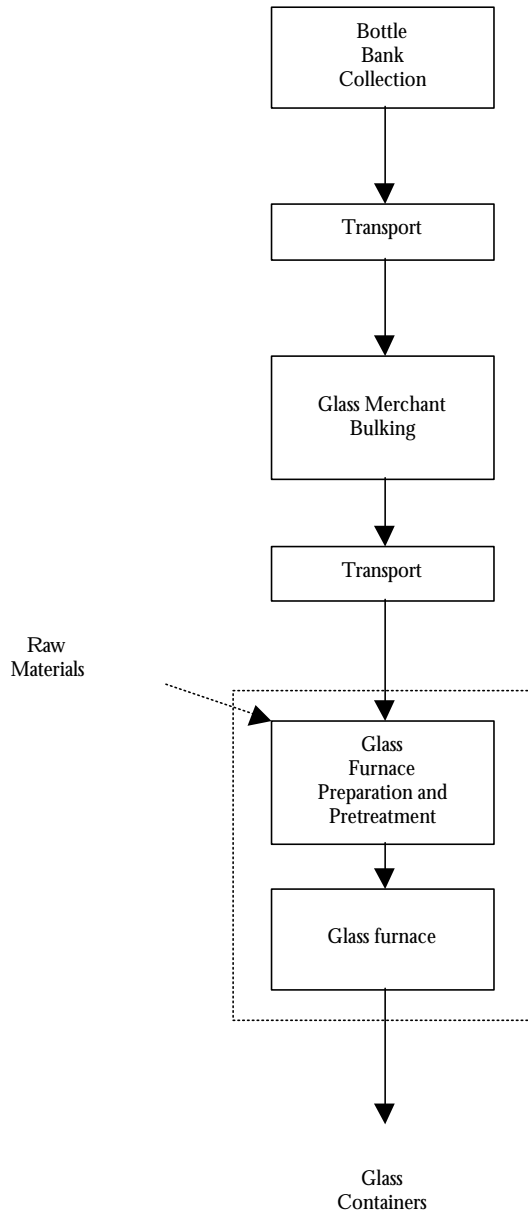 Bottle
Bank
Collection
Transport
Glass Merchant
Bulking
Transport
Raw
Materials
Glass
Furnace
Preparation and
Pretreatment
Glass furnace
Glass
Containers